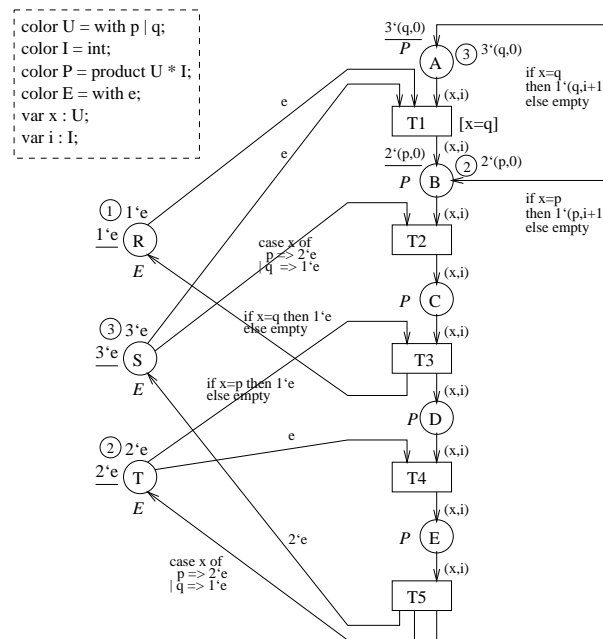 color U = with p | q;
color I = int;
color P = product U * I;
color E = with e;
var x : U;
var i : I;
3‘(q,0)
P
A
3
3‘(q,0)
if x=q
then 1‘(q,i+1
else empty
(x,i)
e
T1
[x=q]
(x,i)
e
2‘(p,0)
P
B
2
2‘(p,0)
if x=p
then 1‘(p,i+1
else empty
(x,i)
1
1‘e
1‘e
R
E
case x of
p => 2‘e
| q => 1‘e
T2
(x,i)
P
C
(x,i)
if x=q then 1‘e
else empty
3
3‘e
3‘e
S
E
T3
if x=p then 1‘e
else empty
(x,i)
P
D
(x,i)
e
2
2‘e
2‘e
T
E
T4
(x,i)
P
E
2‘e
(x,i)
case x of
p => 2‘e
| q => 1‘e
T5